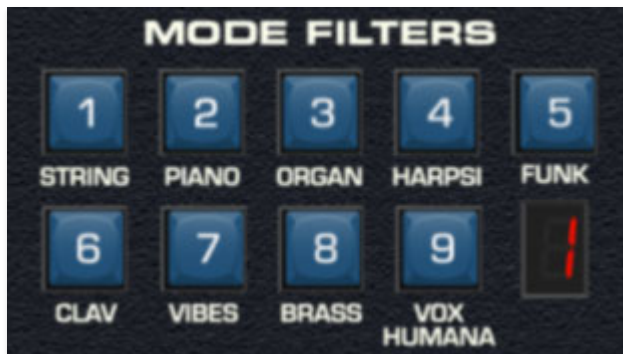 MODE FILTERS
1 2 3 4 5
STRING PIANO ORGAN HARPSI FUNK
6 7 8 9 1
CLAV VIBES BRASS VOX
HUMANA